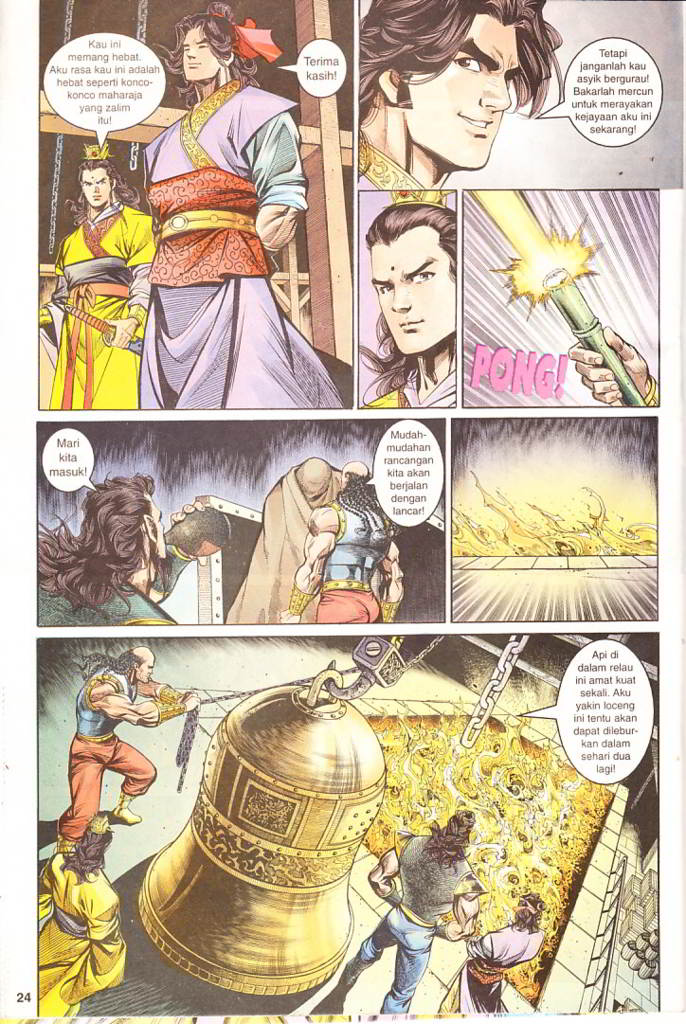 Kau ini
memang hebat.
Aku rasa kau ini adalah
hebat seperti konco-
konco maharaja
yang zalim
itu!
Terima
kasih!
Tetapi
janganlah kau
asyik bergurau!
Bakarlah mercun
untuk merayakan
kejayaan aku ini
sekarang!
PONG!
Mari
kita
masuk!
Mudah-
mudahan
rancangan
kita akan
berjalan
dengan
lancar!
Api di
dalam relau
ini amat kuat
sekali. Aku
yakin loceng
ini tentu akan
dapat dilebur-
kan dalam
sehari dua
lagi!
24